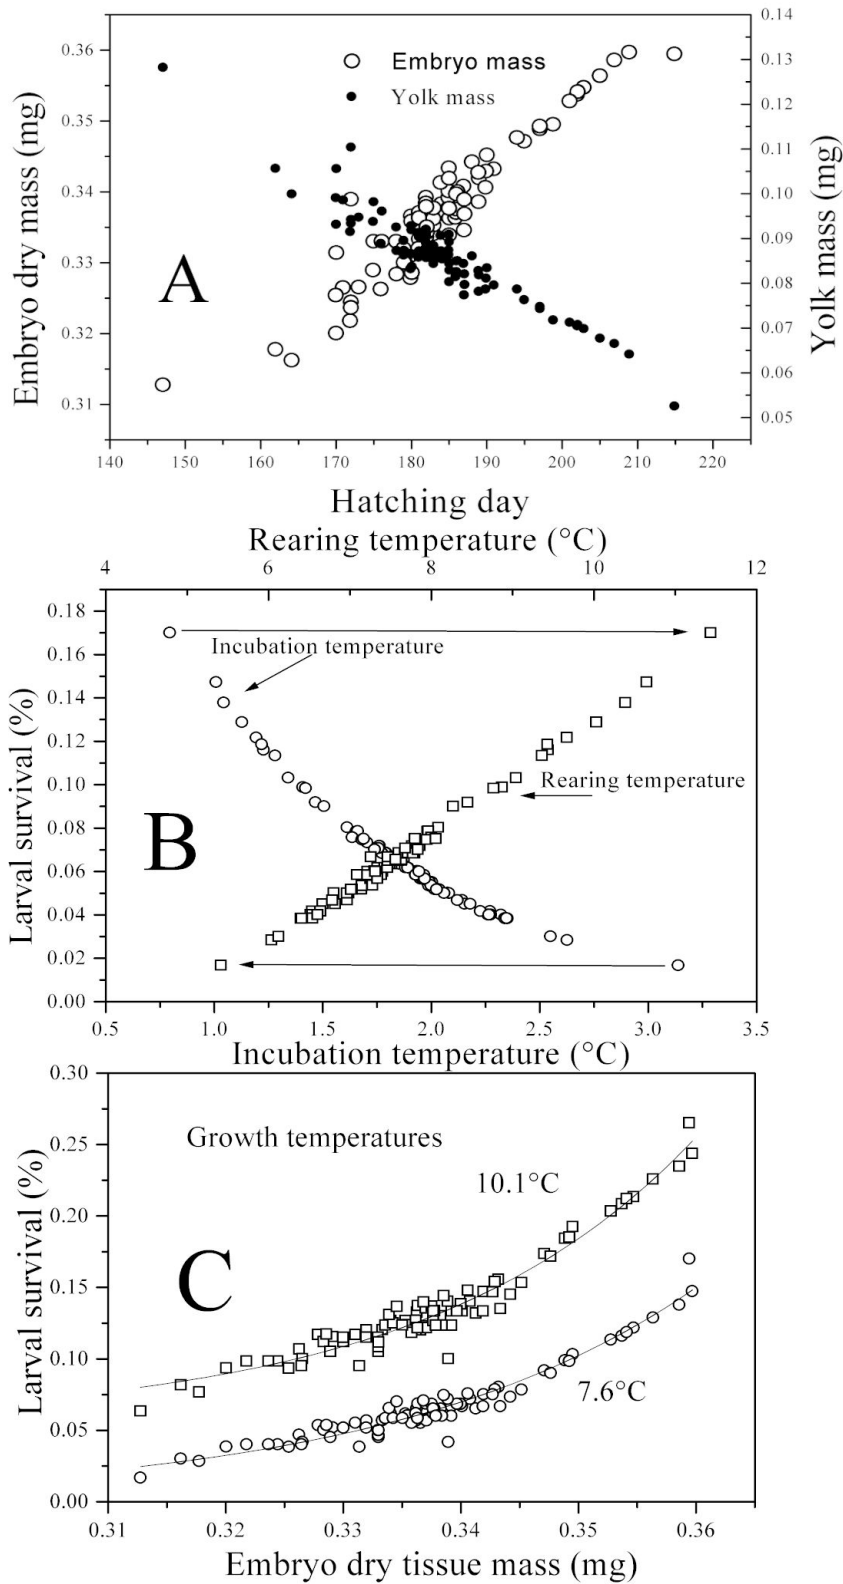 0.14
0.36
0.13
Embryo mass
Yolk mass
0.12
0.35
0.11
Embryo dry mass (mg)
0.34
0.10
Yolk mass (mg)
0.09
0.33
A
0.08
0.32
0.07
0.06
0.31
0.05
140 150 160 170 180 190 200 210 220
Hatching day
Rearing temperature (°C)
4 6 8 10 12
0.18
Incubation temperature
0.16
0.14
0.12
Larval survival (%)
Rearing temperature
0.10
B
0.08
0.06
0.04
0.02
0.00
0.5 1.0 1.5 2.0 2.5 3.0 3.5
Incubation temperature (°C)
0.30
Growth temperatures
0.25
10.1°C
0.20
Larval survival (%)
C
0.15
0.10
7.6°C
0.05
0.00
0.31 0.32 0.33 0.34 0.35 0.36
Embryo dry tissue mass (mg)